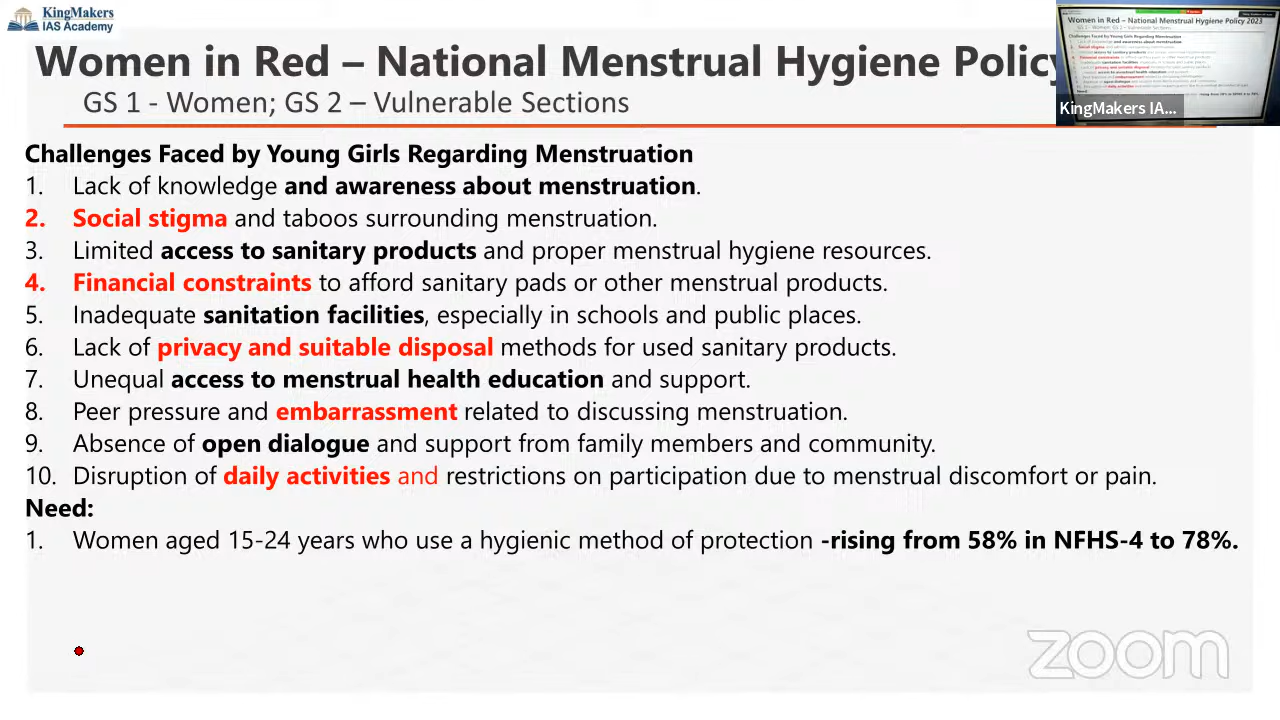 KingMakers
IAS Academy
Women in Red – National Menstrual Hygiene Policy
GS 1 - Women; GS 2 – Vulnerable Sections
Women in Red – National Menstrual Hygiene Policy 2023
KingMakers IA...
Challenges Faced by Young Girls Regarding Menstruation
1. Lack of knowledge and awareness about menstruation.
2. Social stigma and taboos surrounding menstruation.
3. Limited access to sanitary products and proper menstrual hygiene resources.
4. Financial constraints to afford sanitary pads or other menstrual products.
5. Inadequate sanitation facilities, especially in schools and public places.
6. Lack of privacy and suitable disposal methods for used sanitary products.
7. Unequal access to menstrual health education and support.
8. Peer pressure and embarrassment related to discussing menstruation.
9. Absence of open dialogue and support from family members and community.
10. Disruption of daily activities and restrictions on participation due to menstrual discomfort or pain.
Need:
1. Women aged 15-24 years who use a hygienic method of protection -rising from 58% in NFHS-4 to 78%.
zoom